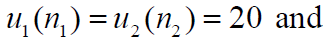 u₁(n₁) = u₂(n₂) = 20 and